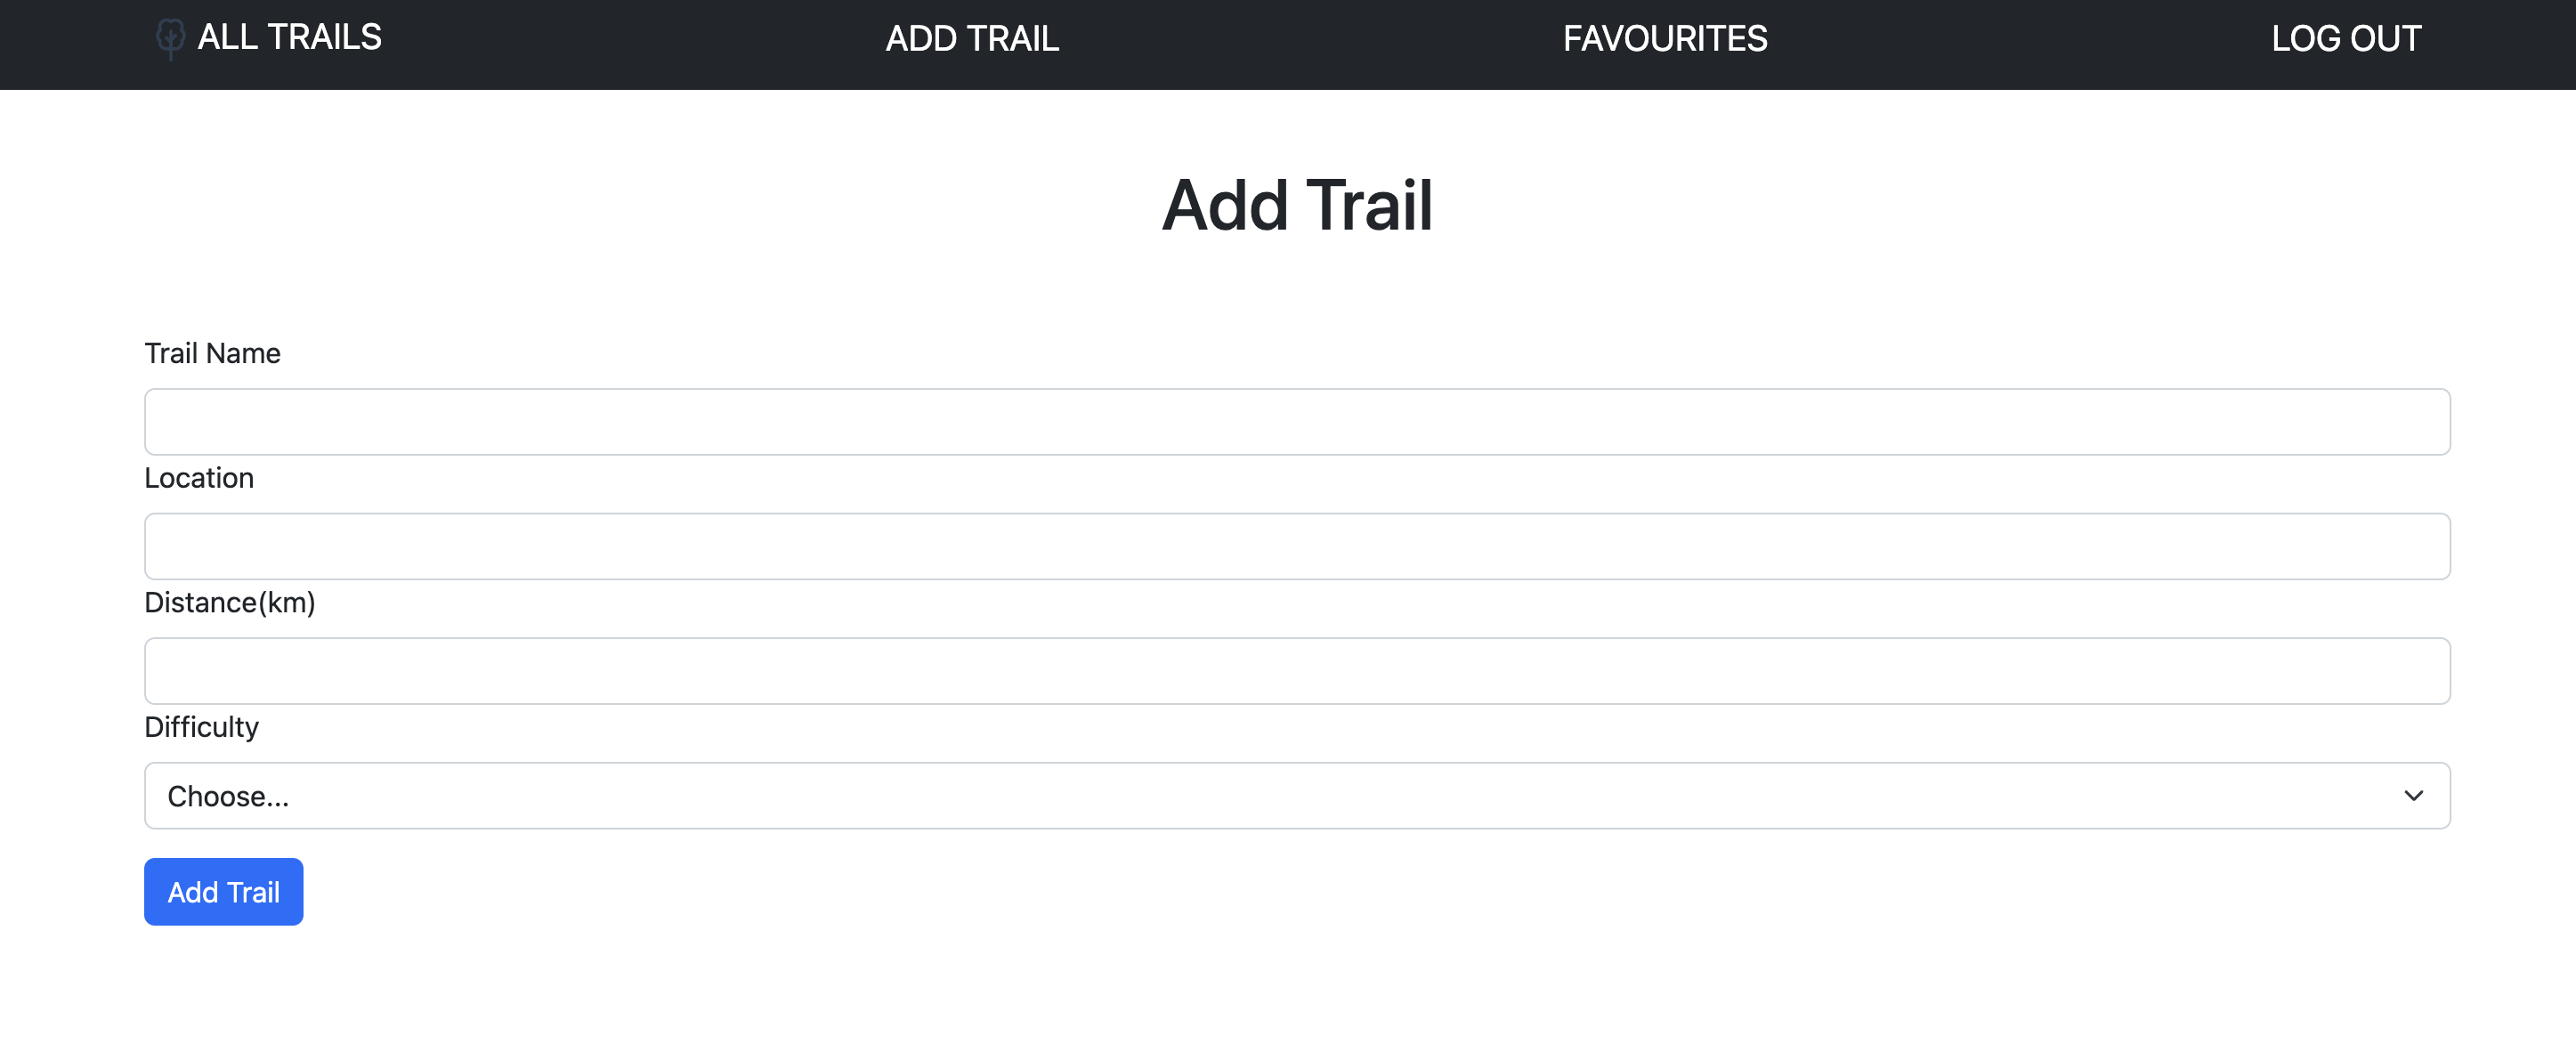 ALL TRAILS ADD TRAIL FAVOURITES LOG OUT
Add Trail
Trail Name
Location
Distance(km)
Difficulty
Choose...
Add Trail